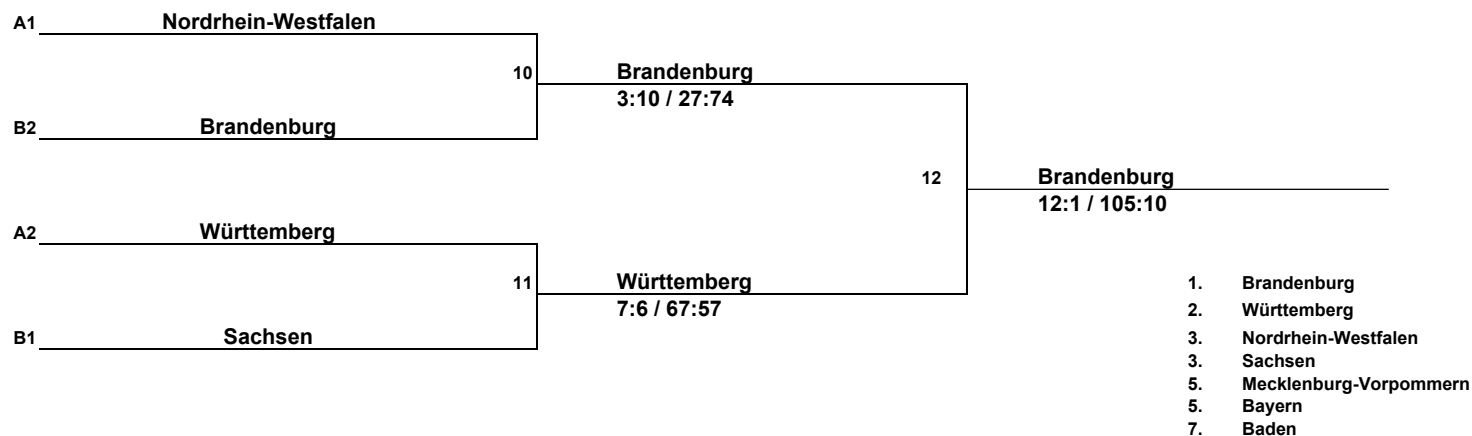 A1 Nordrhein-Westfalen
10 Brandenburg
3:10 / 27:74
B2 Brandenburg
12 Brandenburg
12:1 / 105:10
A2 Württemberg
11 Württemberg
7:6 / 67:57
B1 Sachsen
1. Brandenburg
2. Württemberg
3. Nordrhein-Westfalen
3. Sachsen
5. Mecklenburg-Vorpommern
5. Bayern
7. Baden